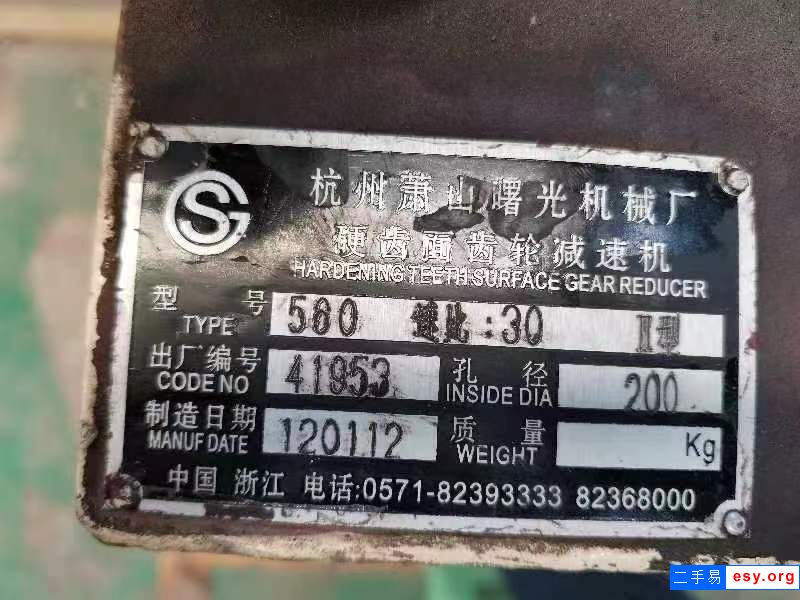 SG
杭州萧山曙光机械厂
硬齿面齿轮减速机
HARDENING TEETH SURFACE GEAR REDUCER
型号 TYPE 560 速比:30 II型
出厂编号 CODE NO 41953 孔径 INSIDE DIA 200
制造日期 MANUF DATE 120112 质量 WEIGHT Kg
中国 浙江 电话:0571-82393333 82368000
二手易 esy.org